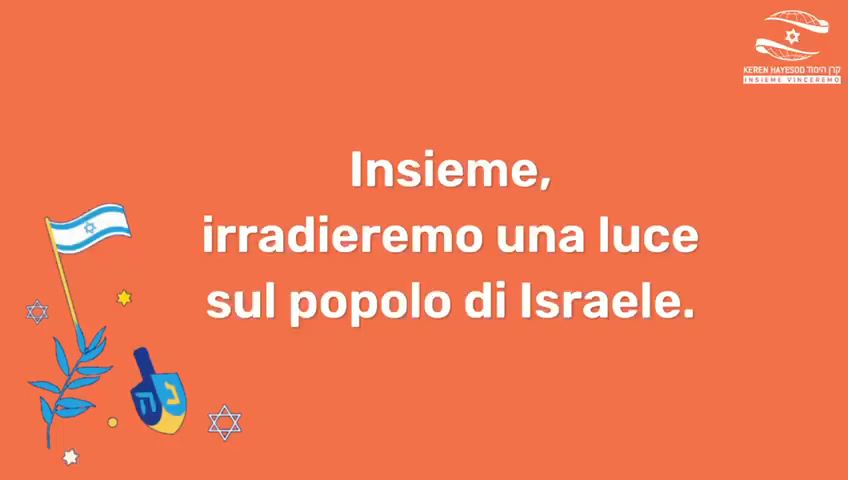 KEREN HAYESOD קרן היסוד
INSIEME VINCEREMO
Insieme,
irradieremo una luce
sul popolo di Israele.
ה נ